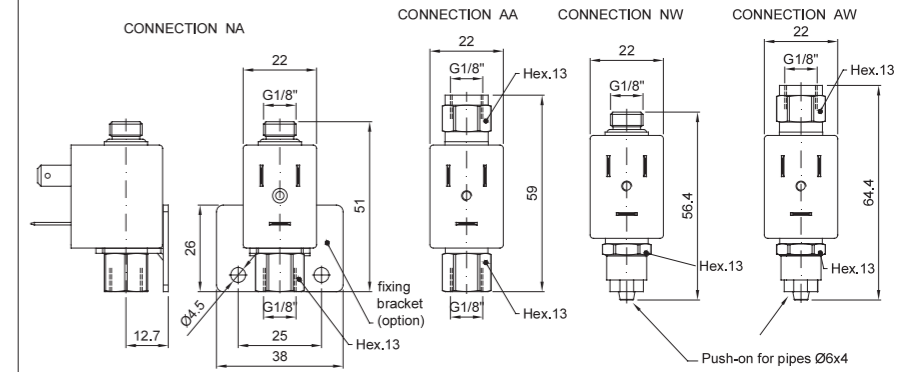 CONNECTION NA
CONNECTION AA
CONNECTION NW
CONNECTION AW
22
G1/8"
51
26
Ø4.5
12.7
G1/8"
25
38
fixing
bracket
(option)
Hex.13
22
G1/8"
Hex.13
59
G1/8"
Hex.13
22
G1/8"
56.4
Hex.13
22
G1/8"
Hex.13
64.4
Hex.13
Push-on for pipes Ø6x4